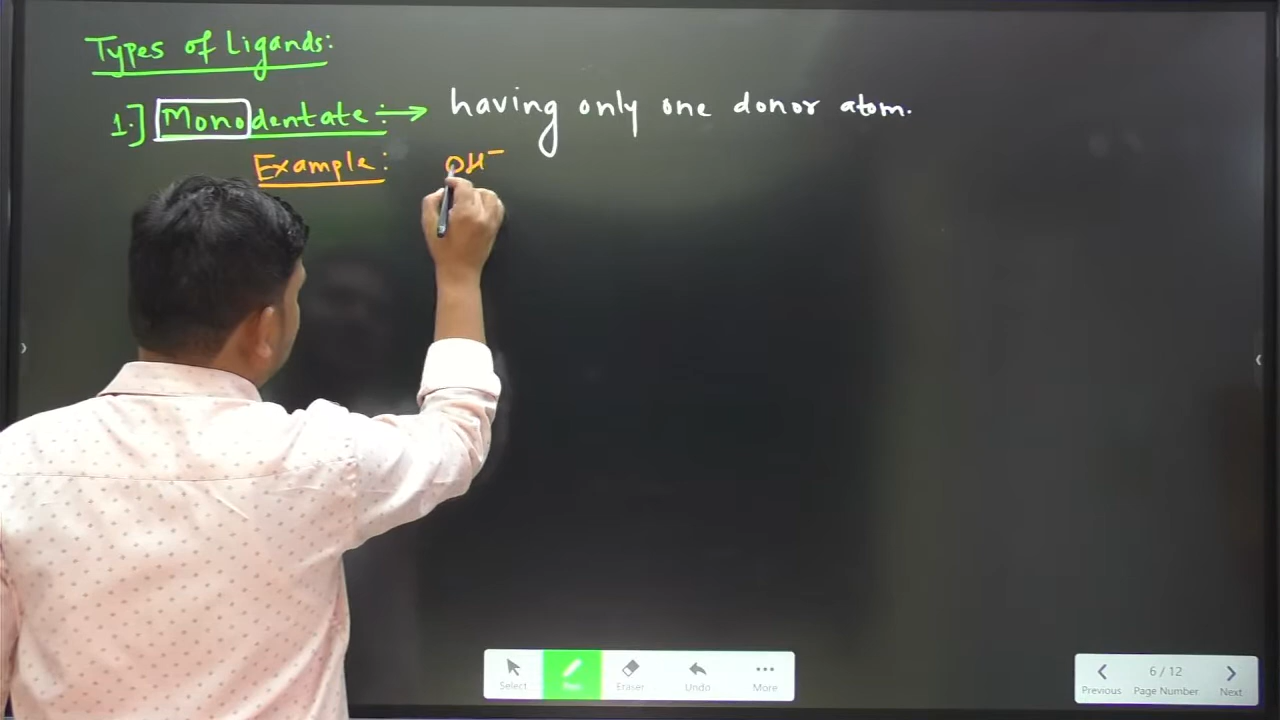 Types of Ligands:
1.] Monodentate :→ having only one donor atom.
Example: OH⁻
Select
Pen
Eraser
Undo
More
Previous
6 / 12
Page Number
Next